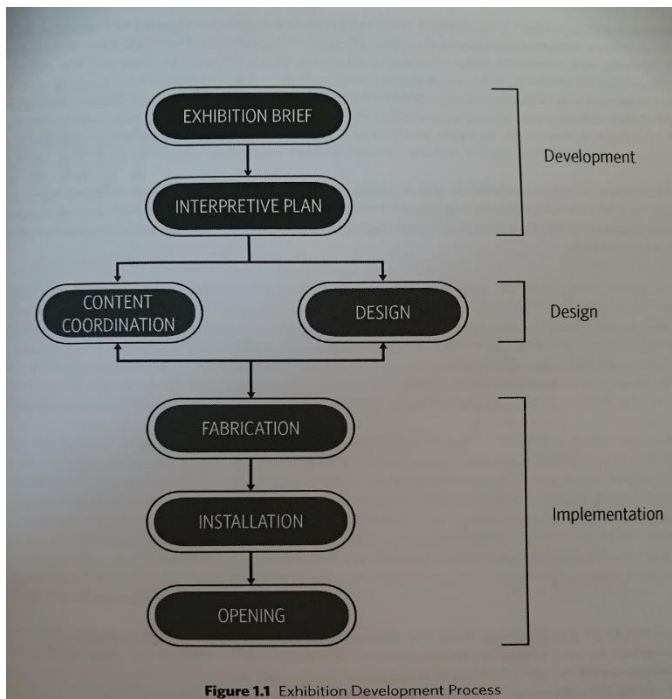 EXHIBITION BRIEF
Development
INTERPRETIVE PLAN
CONTENT
COORDINATION
DESIGN
Design
FABRICATION
INSTALLATION
Implementation
OPENING
Figure 1.1 Exhibition Development Process